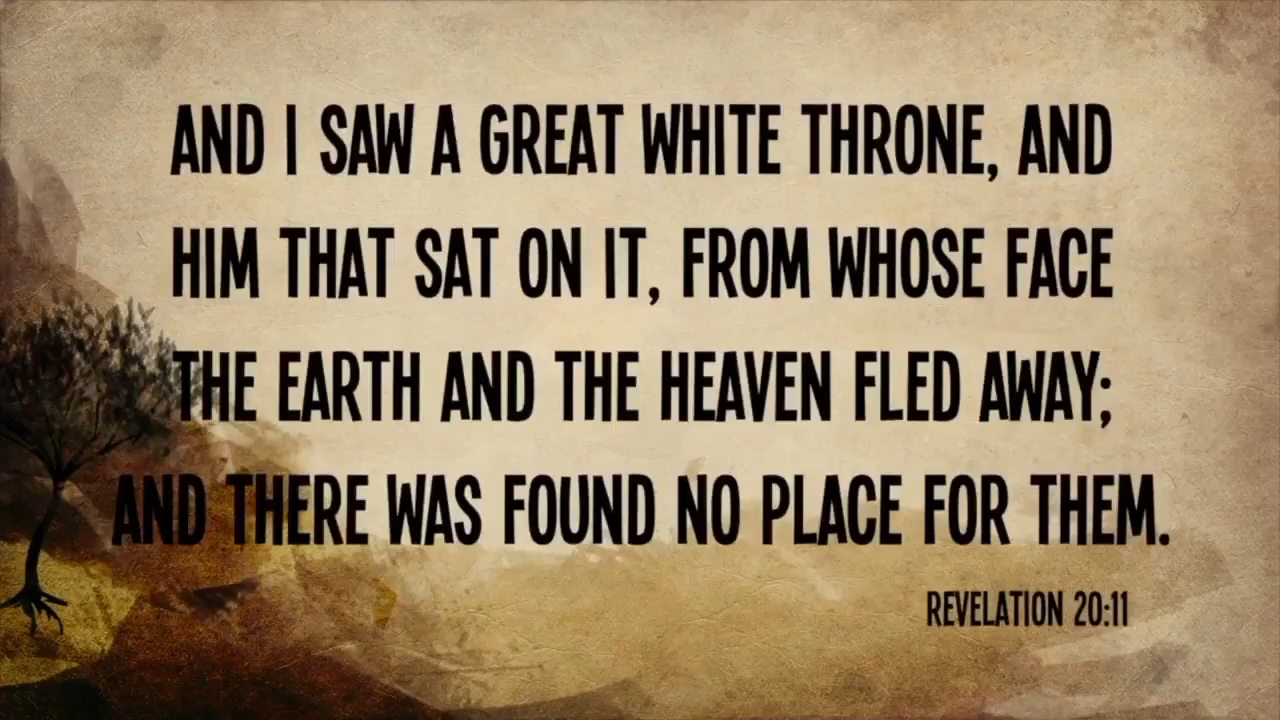 AND I SAW A GREAT WHITE THRONE, AND
HIM THAT SAT ON IT, FROM WHOSE FACE
THE EARTH AND THE HEAVEN FLED AWAY;
AND THERE WAS FOUND NO PLACE FOR THEM.
REVELATION 20:11